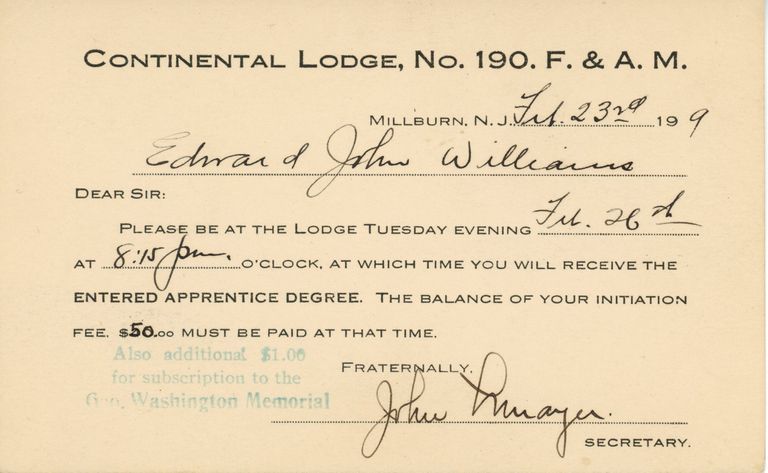 CONTINENTAL LODGE, NO. 190. F. & A. M.
MILLBURN, N. J. Feb. 23rd 19 9
Edward John Williams
DEAR SIR:
PLEASE BE AT THE LODGE TUESDAY EVENING Feb. 26th
AT 8:15 pm. O'CLOCK, AT WHICH TIME YOU WILL RECEIVE THE
ENTERED APPRENTICE DEGREE. THE BALANCE OF YOUR INITIATION
FEE, $50.00 MUST BE PAID AT THAT TIME.
Also additional $1.00
for subscription to the
Geo. Washington Memorial
FRATERNALLY,
John
SECRETARY.